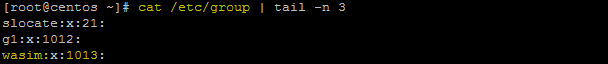 [root@centos ~]# cat /etc/group | tail -n 3
slocate:x:21:
g1:x:1012:
wasim:x:1013: